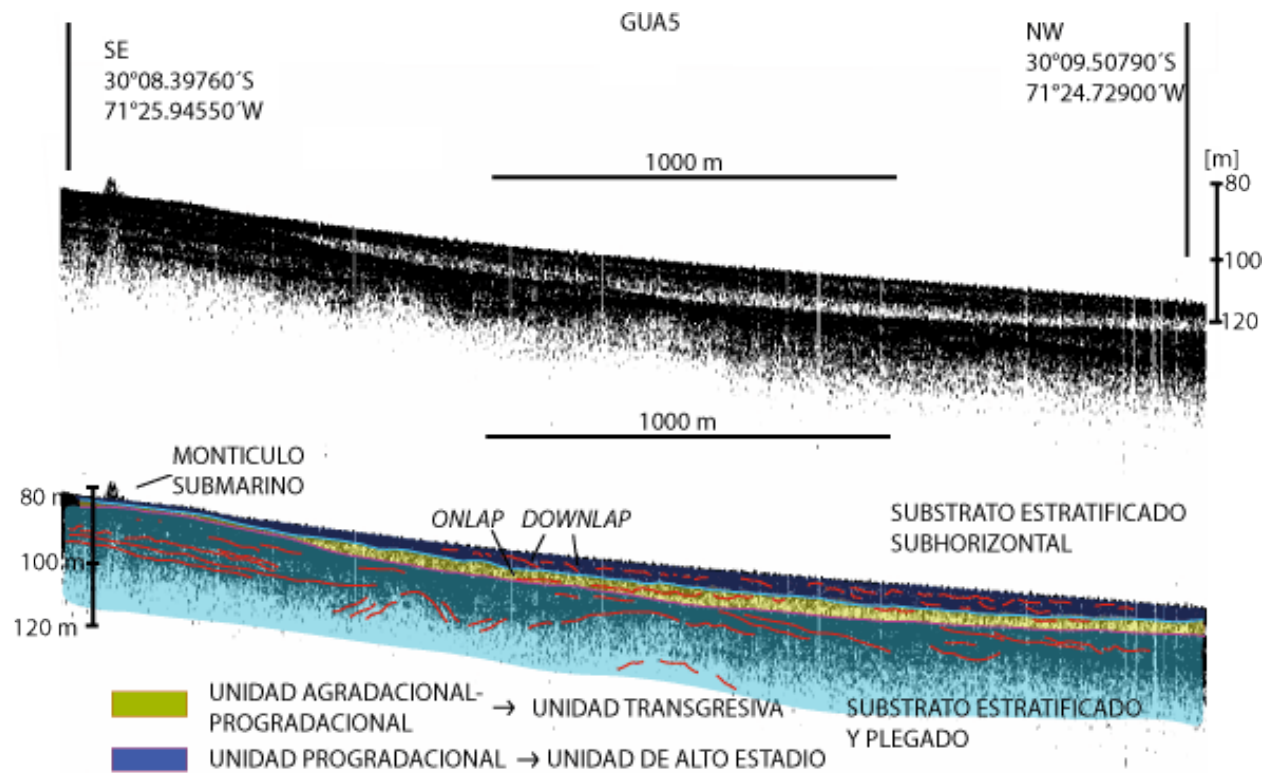 GUA5
SE
30°08.39760´S
71°25.94550´W
NW
30°09.50790´S
71°24.72900´W
1000 m
[m]
80
100
120
1000 m
MONTICULO
SUBMARINO
80 m
100 m
120 m
ONLAP
DOWNLAP
SUBSTRATO ESTRATIFICADO
SUBHORIZONTAL
UNIDAD AGRADACIONAL-
PROGRADACIONAL
→ UNIDAD TRANSGRESIVA
SUBSTRATO ESTRATIFICADO
Y PLEGADO
UNIDAD PROGRADACIONAL → UNIDAD DE ALTO ESTADIO